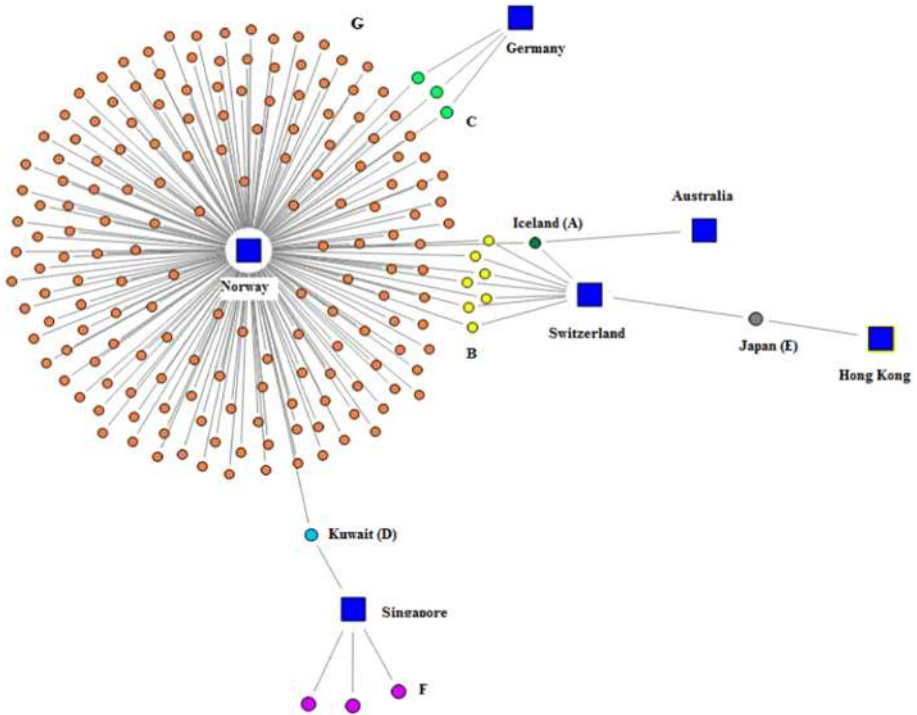 G
Germany
C
Australia
Iceland (A)
Norway
Switzerland
B
Japan (E)
Hong Kong
Kuwait (D)
Singapore
F